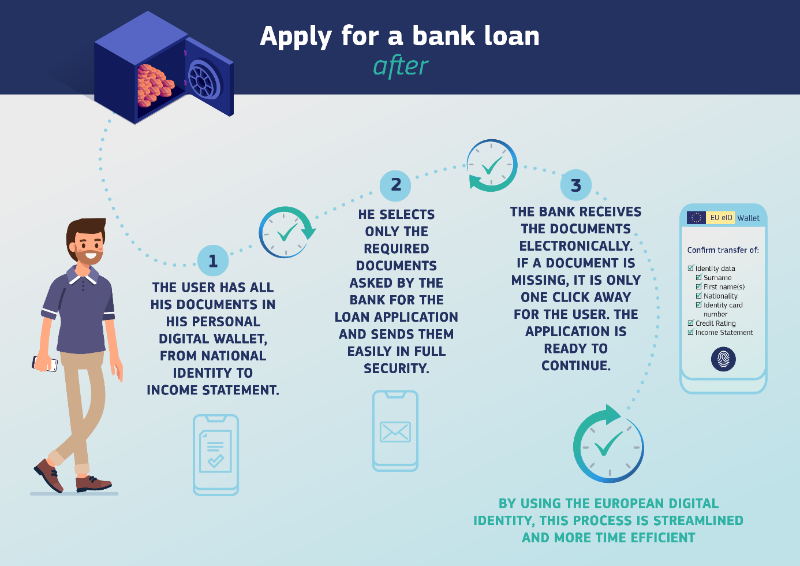 Apply for a bank loan
after
1
THE USER HAS ALL
HIS DOCUMENTS IN
HIS PERSONAL
DIGITAL WALLET,
FROM NATIONAL
IDENTITY TO
INCOME STATEMENT.
2
HE SELECTS
ONLY THE
REQUIRED
DOCUMENTS
ASKED BY THE
BANK FOR THE
LOAN APPLICATION
AND SENDS THEM
EASILY IN FULL
SECURITY.
3
THE BANK RECEIVES
THE DOCUMENTS
ELECTRONICALLY.
IF A DOCUMENT IS
MISSING, IT IS ONLY
ONE CLICK AWAY
FOR THE USER. THE
APPLICATION IS
READY TO
CONTINUE.
EU eID Wallet
Confirm transfer of:
Identity data
Surname
First name(s)
Nationality
Identity card
number
Credit Rating
Income Statement
BY USING THE EUROPEAN DIGITAL
IDENTITY, THIS PROCESS IS STREAMLINED
AND MORE TIME EFFICIENT